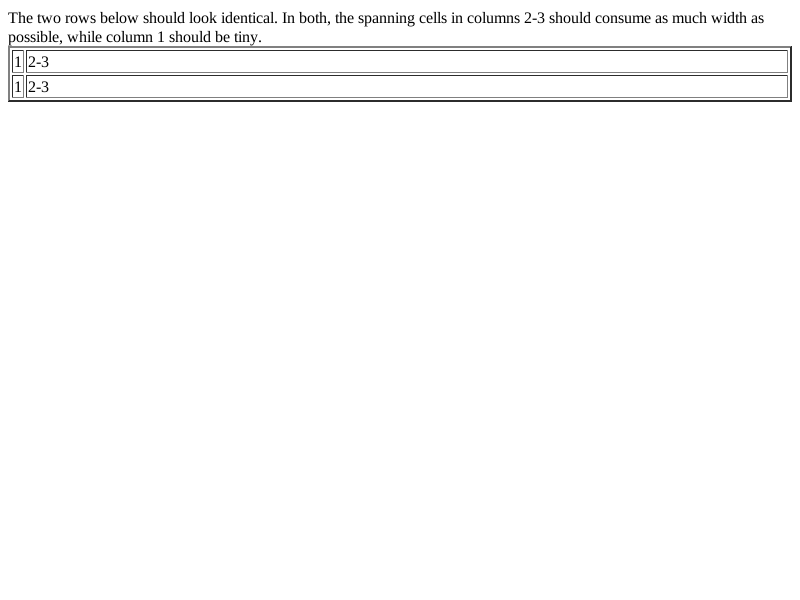 The two rows below should look identical. In both, the spanning cells in columns 2-3 should consume as much width as
possible, while column 1 should be tiny.
1 2-3
1 2-3